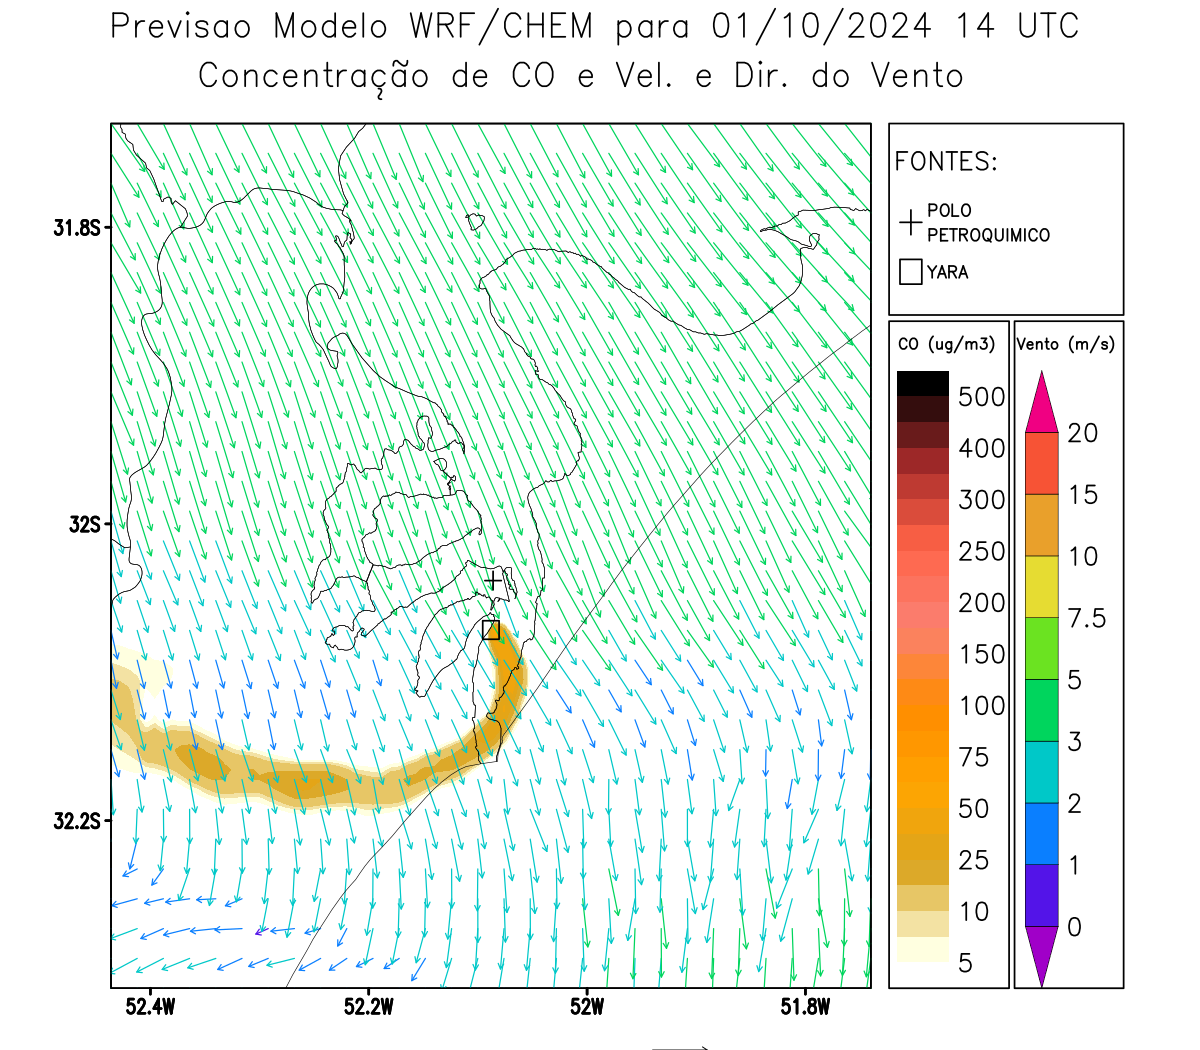 Previsao Modelo WRF/CHEM para 01/10/2024 14 UTC
Concentração de CO e Vel. e Dir. do Vento
FONTES:
POLO
PETROQUIMICO
YARA
CO (ug/m3)
500
400
300
250
200
150
100
75
50
25
10
5
Vento (m/s)
20
15
10
7.5
5
3
2
1
0
31.8S
32S
32.2S
52.4W
52.2W
52W
51.8W